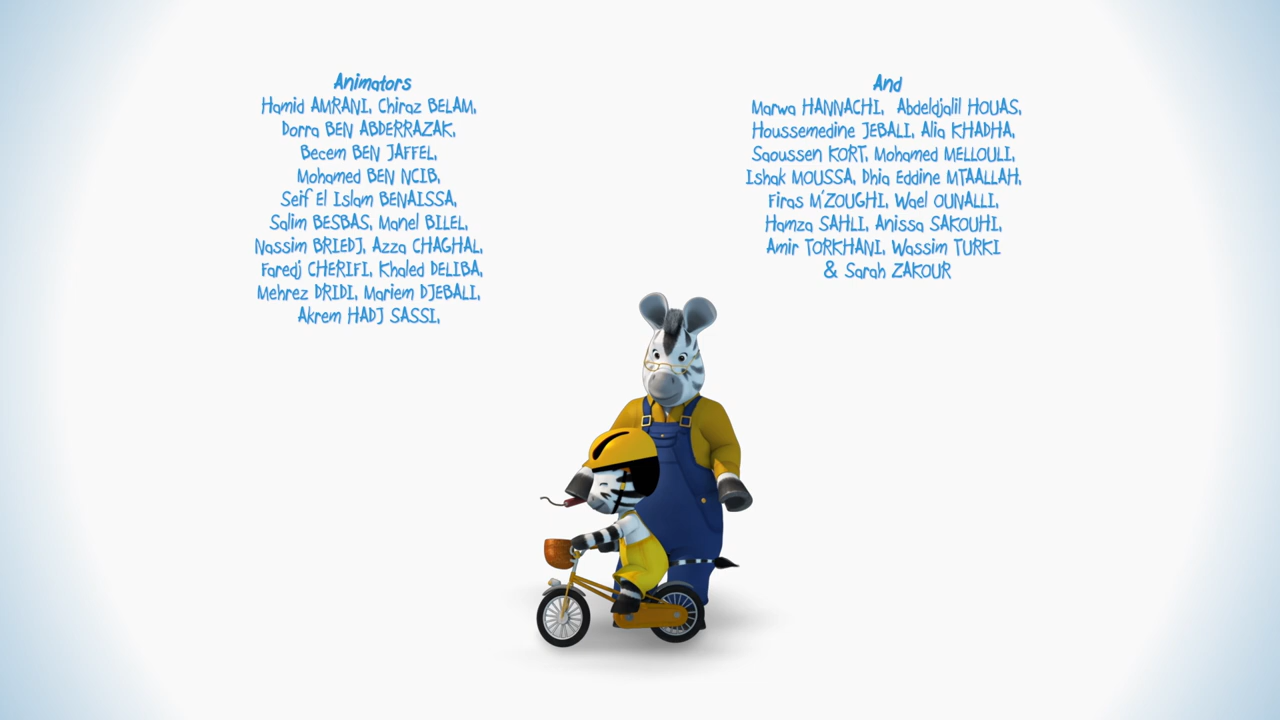 Animators
Hamid AMRANI, Chiraz BELAM,
Dorra BEN ABDERRAZAK,
Becem BEN JAFFEL,
Mohamed BEN NCIB,
Seif El Islam BENAISSA,
Salim BESBAS, Manel BILEL,
Nassim BRIEDJ, Azza CHAGHAL,
Faredj CHERIFI, Khaled DELIBA,
Mehrez DRIDI, Mariem DJEBALI,
Akrem HADJ SASSI,
And
Marwa HANNACHI, Abdeldjalil HOUAS,
Houssemedine JEBALI, Alia KHADHA,
Saoussen KORT, Mohamed MELLOULI,
Ishak MOUSSA, Dhia Eddine MTAALLAH,
Firas M'ZOUGHI, Wael OUNALLI,
Hamza SAHLI, Anissa SAKOUHI,
Amir TORKHANI, Wassim TURKI
& Sarah ZAKOUR